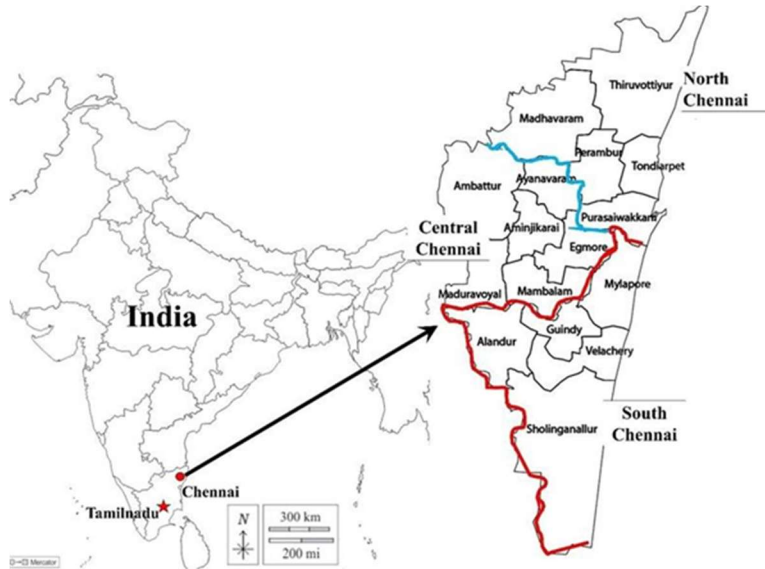 India
Chennai
Tamilnadu
N
300 km
200 mi
Mercator
North
Chennai
Thiruvottiyur
Madhavaram
Perambur
Tondiarpet
Ayanavaram
Ambattur
Purasaiwakkam
Central
Chennai
Aminjikarai
Egmore
Mylapore
Maduravoyal
Mambalam
Guindy
Alandur
Velachery
South
Chennai
Sholinganallur